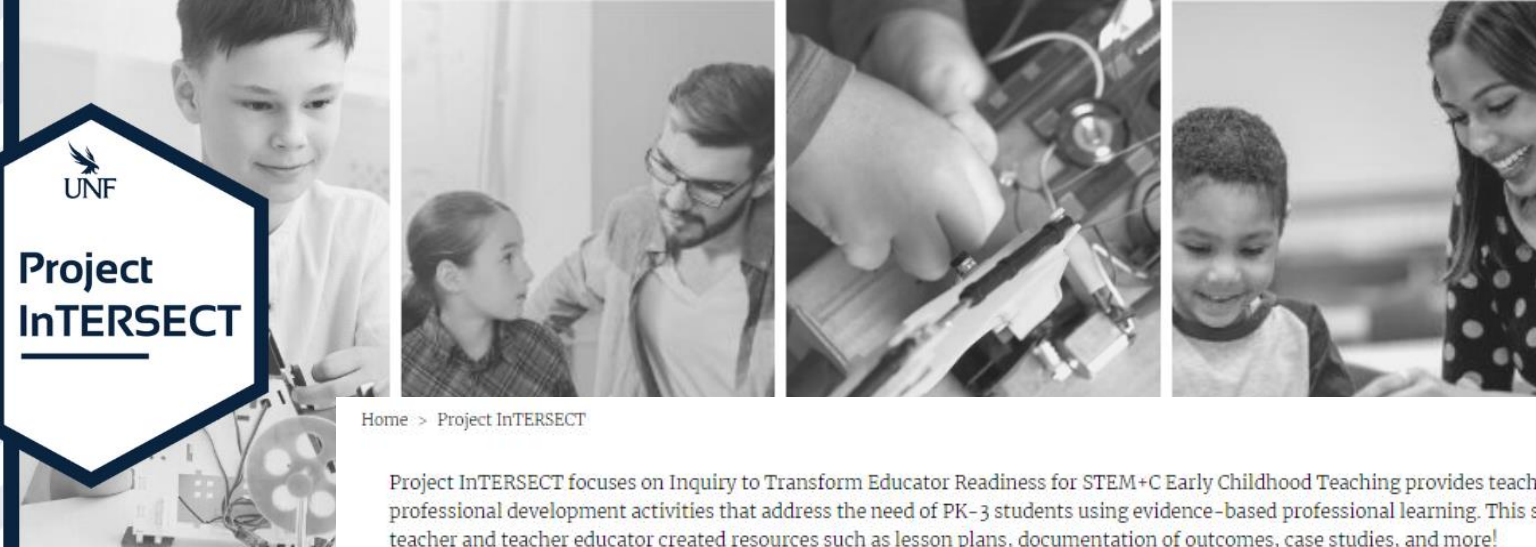 UNF
Project
InTERSECT
Home > Project InTERSECT
Project InTERSECT focuses on Inquiry to Transform Educator Readiness for STEM+C Early Childhood Teaching provides
professional development activities that address the need of PK-3 students using evidence-based professional learning. This
teacher and teacher educator created resources such as lesson plans, documentation of outcomes, case studies, and more!